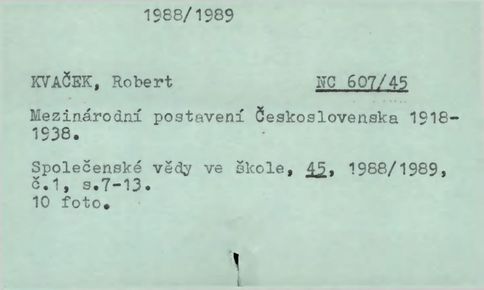 1988/1989
KVAČEK, Robert NC 607/45
Mezinárodní postavení Československa 1918-
1938.
Společenské vědy ve škole, 45, 1988/1989,
č.1, s.7-13.
10 foto.